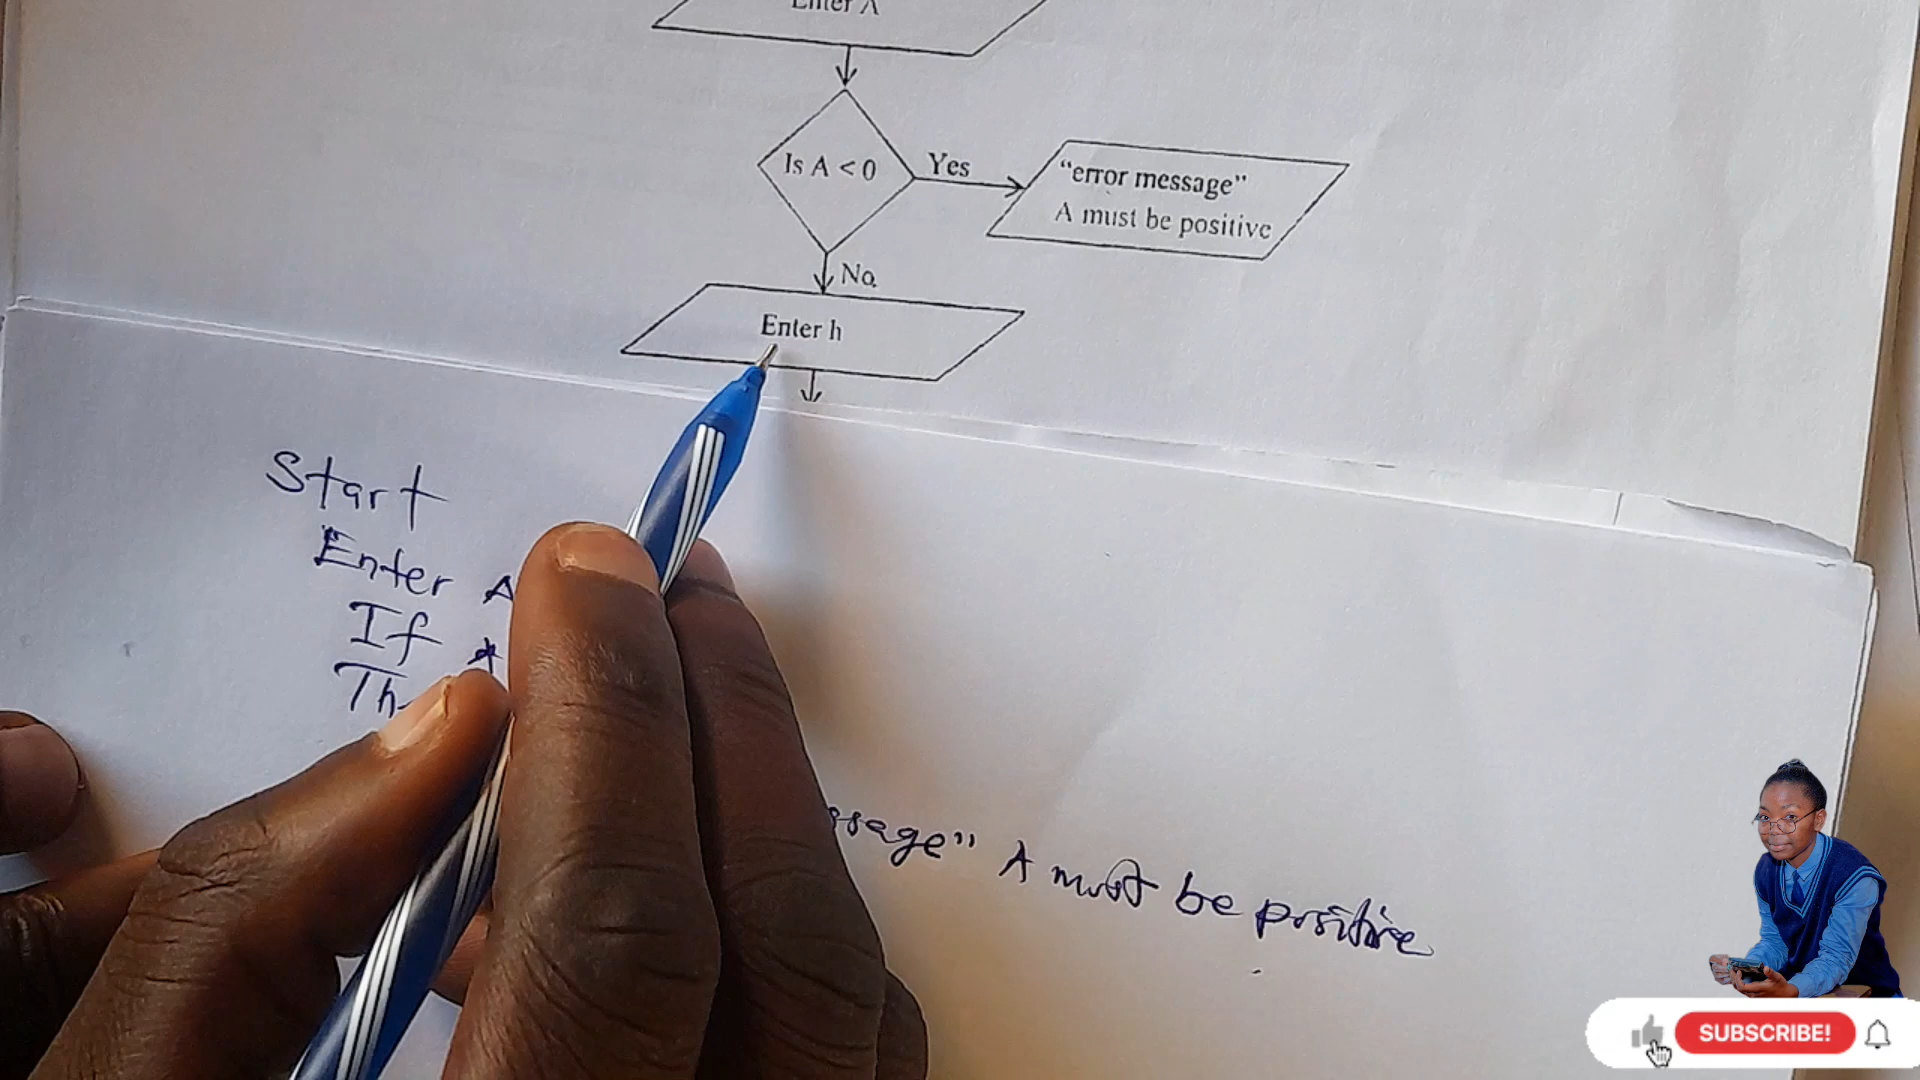 Enter A
Is A < 0
Yes
"error message"
A must be positive
No.
Enter h
Start
Enter A
If
A must be positive
SUBSCRIBE!